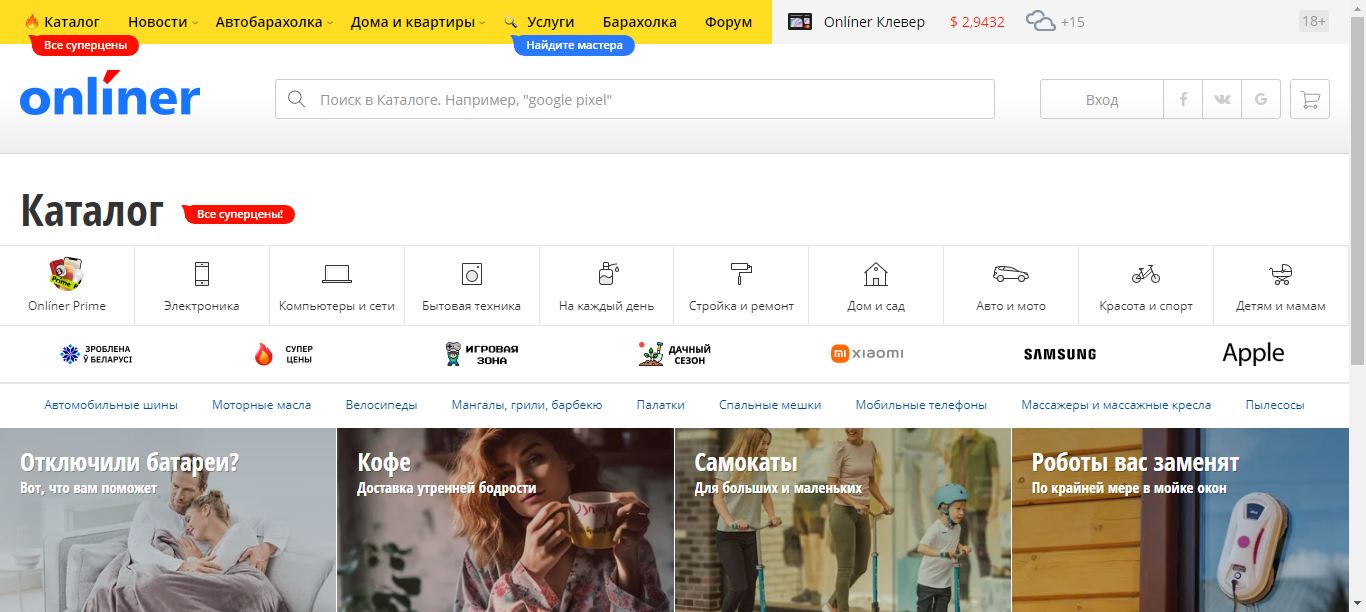 Каталог Новости Автобарахолка Дома и квартиры Услуги Барахолка Форум Onlíner Клевер $ 2,9432 +15 18+
Все суперцены Найдите мастера
onlíner
Поиск в Каталоге. Например, "google pixel"
Вход
Каталог
Все суперцены!
Onlíner Prime Электроника Компьютеры и сети Бытовая техника На каждый день Стройка и ремонт Дом и сад Авто и мото Красота и спорт Детям и мамам
ЗРОБЛЕНА
Ў БЕЛАРУСІ
СУПЕР
ЦЕНЫ
ИГРОВАЯ
ЗОНА
ДАЧНЫЙ
СЕЗОН
xiaomi
SAMSUNG
Apple
Автомобильные шины Моторные масла Велосипеды Мангалы, грили, барбекю Палатки Спальные мешки Мобильные телефоны Массажеры и массажные кресла Пылесосы
Отключили батареи?
Вот, что вам поможет
Кофе
Доставка утренней бодрости
Самокаты
Для больших и маленьких
Роботы вас заменят
По крайней мере в мойке окон